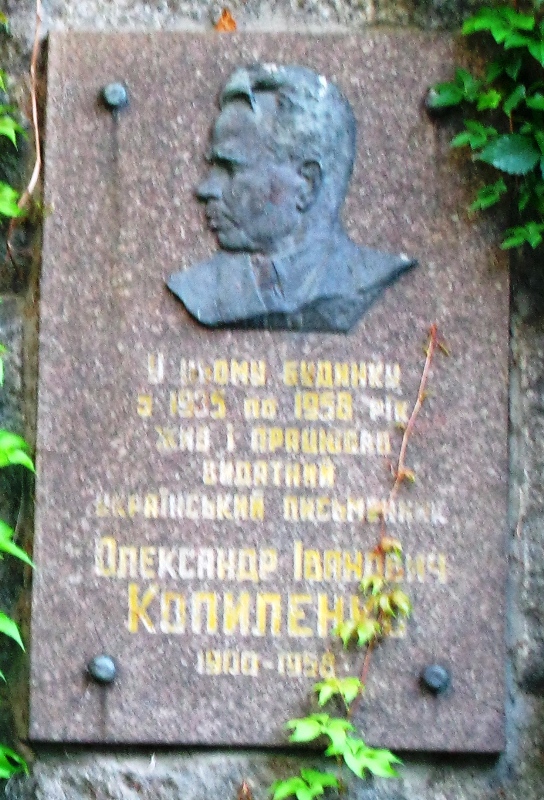 У цьому будинку
з 1935 по 1958 рік
жив і працював
видатний
український письменник
Олександр Іванович
Копиленко
1900-1958